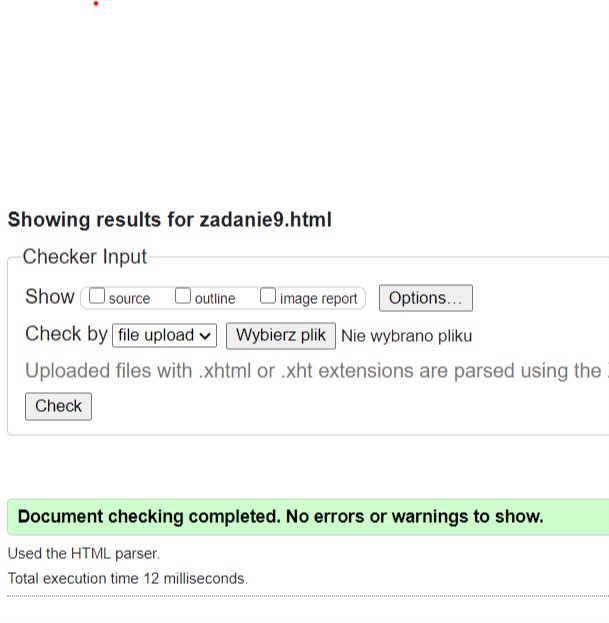 Showing results for zadanie9.html
Checker Input
Show source outline image report Options...
Check by file upload Wybierz plik Nie wybrano pliku
Uploaded files with .xhtml or .xht extensions are parsed using the
Check
Document checking completed. No errors or warnings to show.
Used the HTML parser.
Total execution time 12 milliseconds.